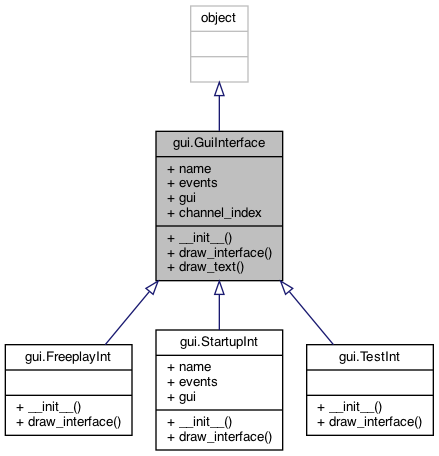 object
gui.GuiInterface
+ name
+ events
+ gui
+ channel_index
+ __init__()
+ draw_interface()
+ draw_text()
gui.FreeplayInt
+ __init__()
+ draw_interface()
gui.StartupInt
+ name
+ events
+ gui
+ __init__()
+ draw_interface()
gui.TestInt
+ __init__()
+ draw_interface()